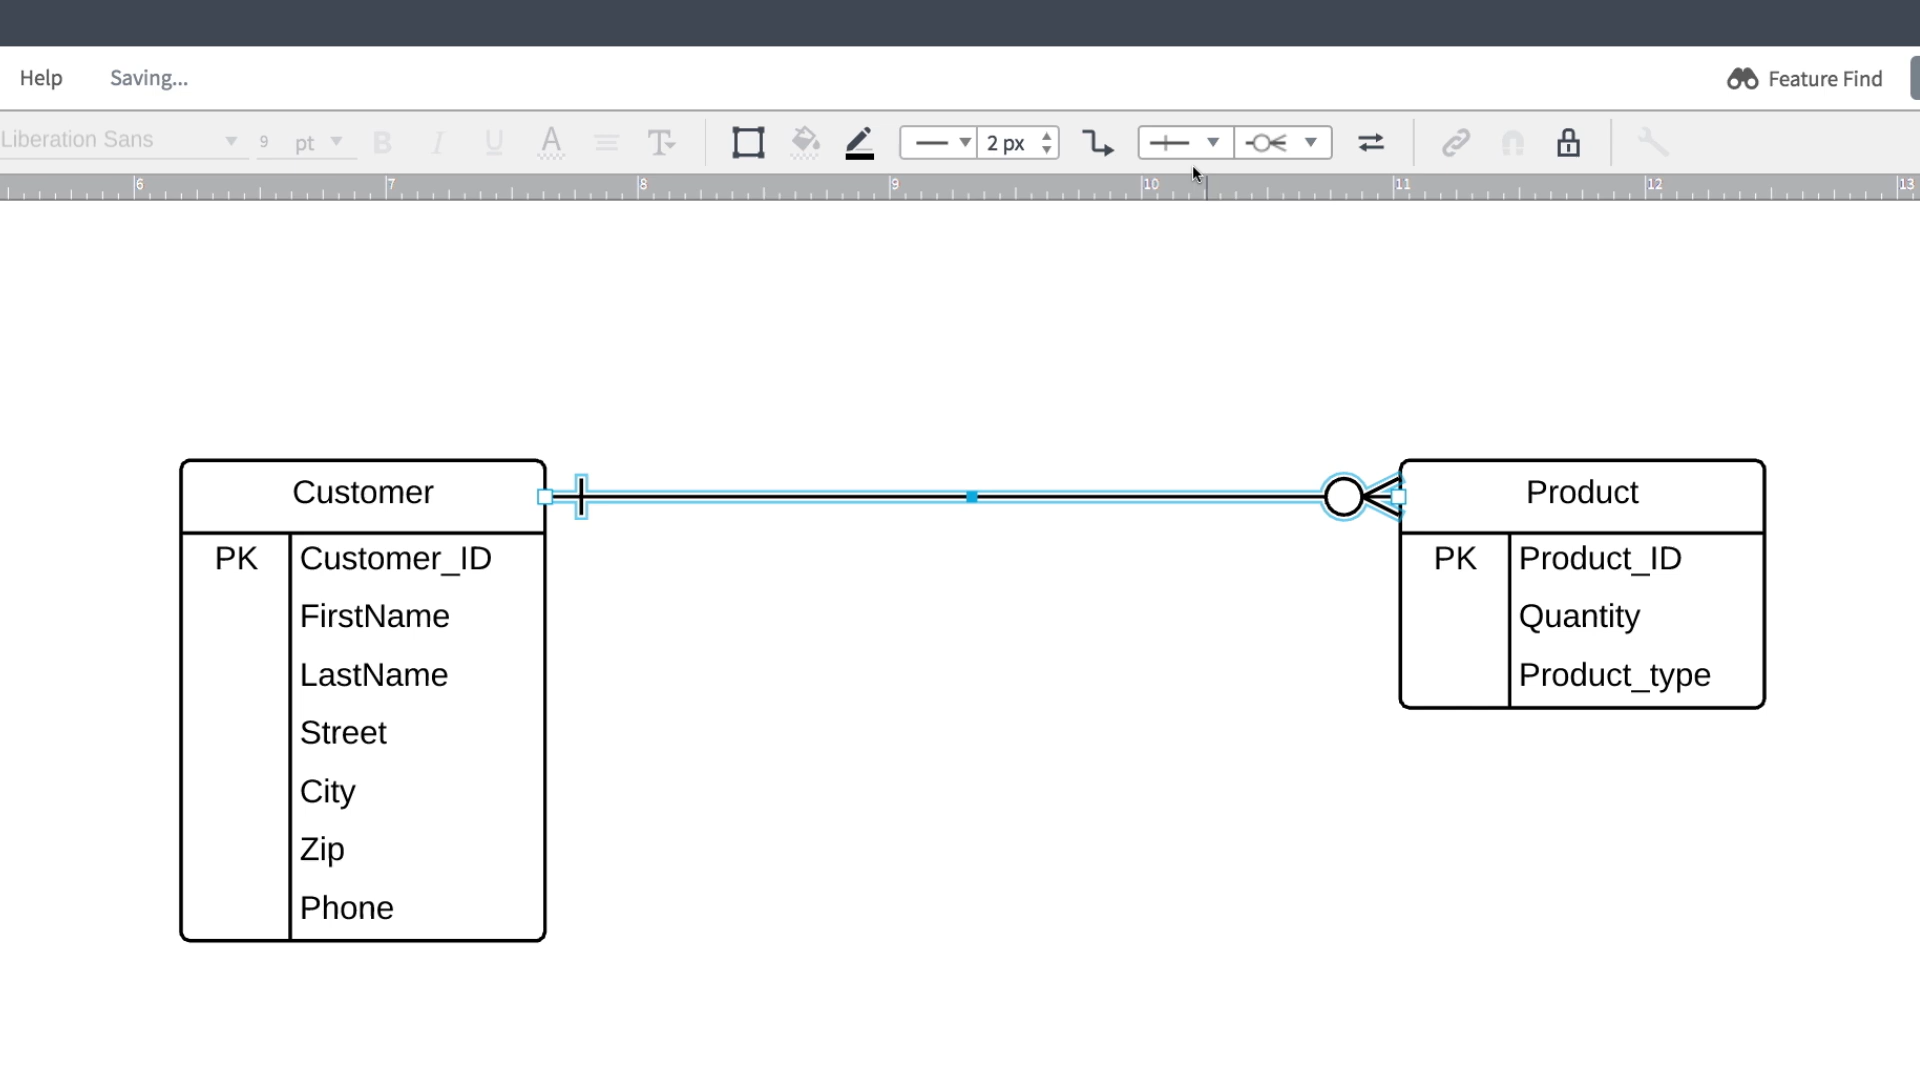 Help Saving... Feature Find
Liberation Sans 9 pt B I U A T 2 px
6 7 8 9 10 11 12 13
Customer Product
PK Customer_ID PK Product_ID
FirstName Quantity
LastName Product_type
Street
City
Zip
Phone